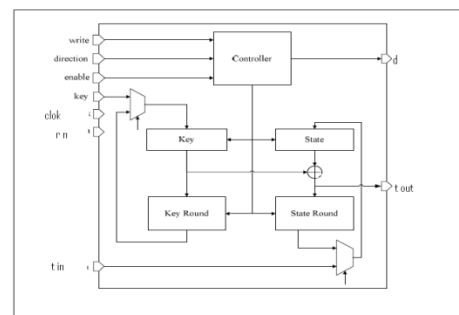 write
direction
enable
key
clok
r n
t in
Controller
Key
State
Key Round
State Round
d
t out